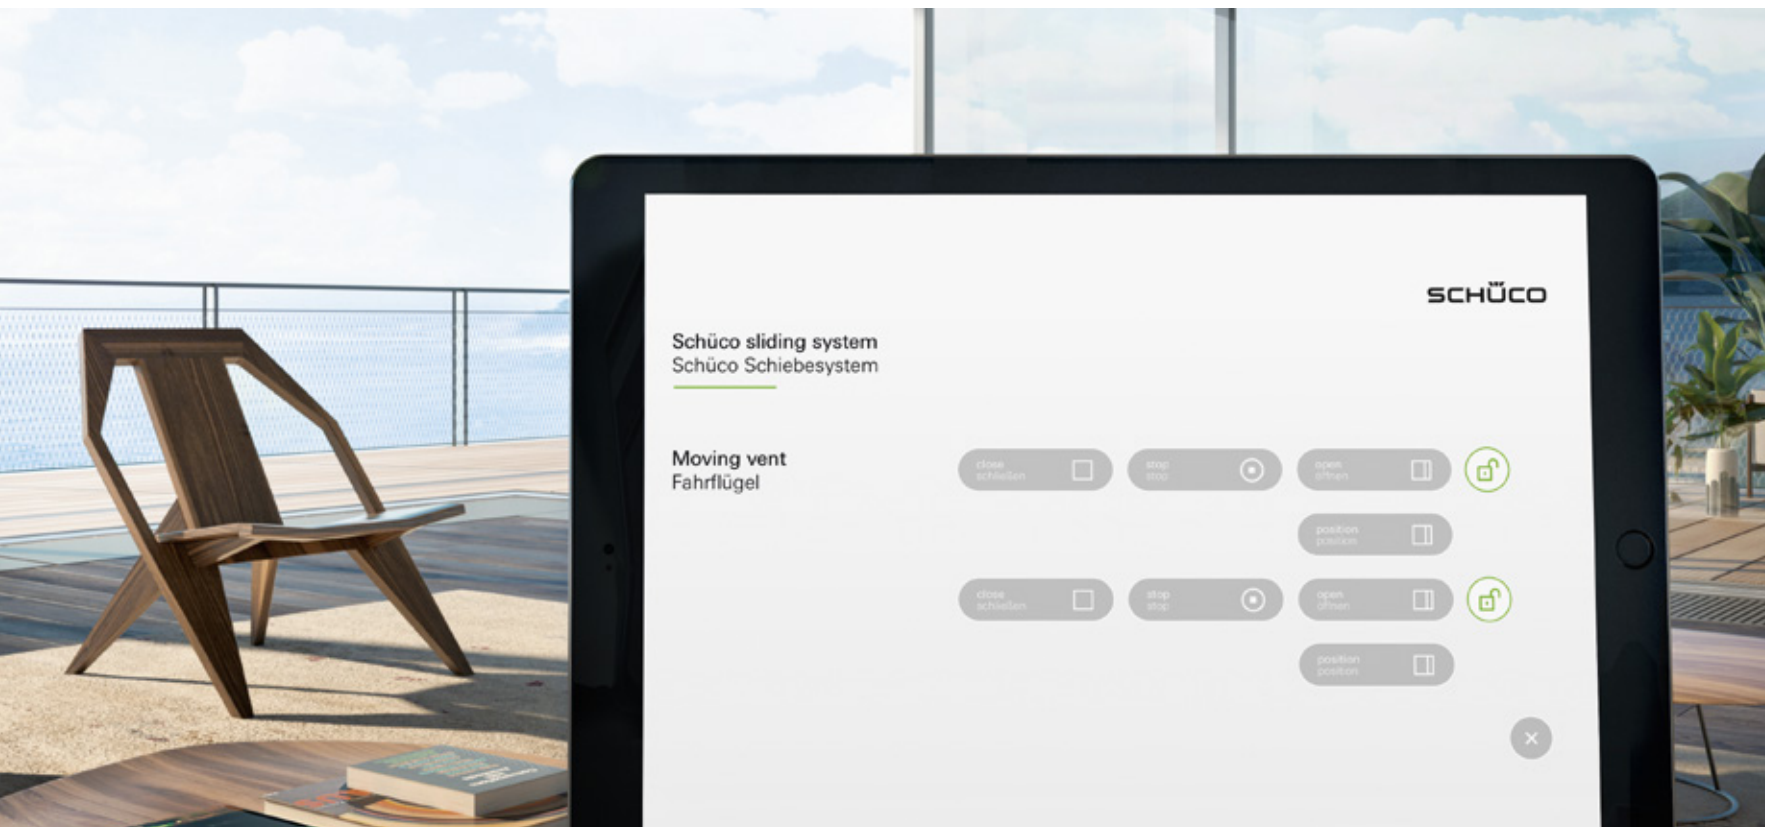 SCHÜCO
Schüco sliding system
Schüco Schiebesystem
Moving vent
Fahrflügel
close
schließen
stop
stop
open
öffnen
position
position
close
schließen
stop
stop
open
öffnen
position
position